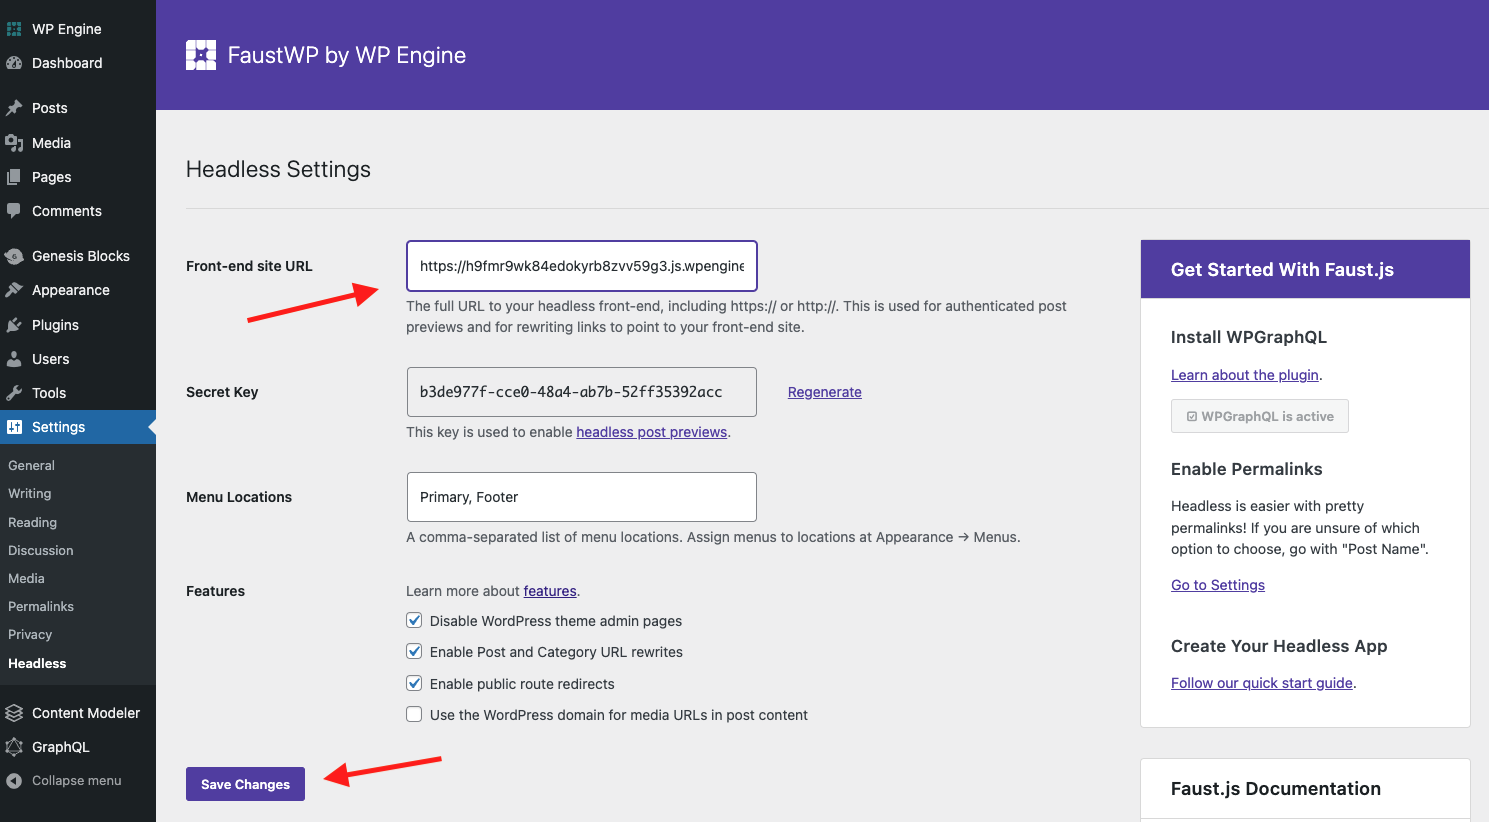 WP Engine
Dashboard
Posts
Media
Pages
Comments
Genesis Blocks
Appearance
Plugins
Users
Tools
Settings
General
Writing
Reading
Discussion
Media
Permalinks
Privacy
Headless
Content Modeler
GraphQL
Collapse menu
FaustWP by WP Engine
Headless Settings
Front-end site URL
https://h9fmr9wk84edokyrb8zvv59g3.js.wpengine
The full URL to your headless front-end, including https:// or http://. This is used for authenticated post
previews and for rewriting links to point to your front-end site.
Secret Key
b3de977f-cce0-48a4-ab7b-52ff35392acc
Regenerate
This key is used to enable headless post previews.
Menu Locations
Primary, Footer
A comma-separated list of menu locations. Assign menus to locations at Appearance → Menus.
Features
Learn more about features.
Disable WordPress theme admin pages
Enable Post and Category URL rewrites
Enable public route redirects
Use the WordPress domain for media URLs in post content
Save Changes
Get Started With Faust.js
Install WPGraphQL
Learn about the plugin.
WPGraphQL is active
Enable Permalinks
Headless is easier with pretty
permalinks! If you are unsure of which
option to choose, go with "Post Name".
Go to Settings
Create Your Headless App
Follow our quick start guide.
Faust.js Documentation